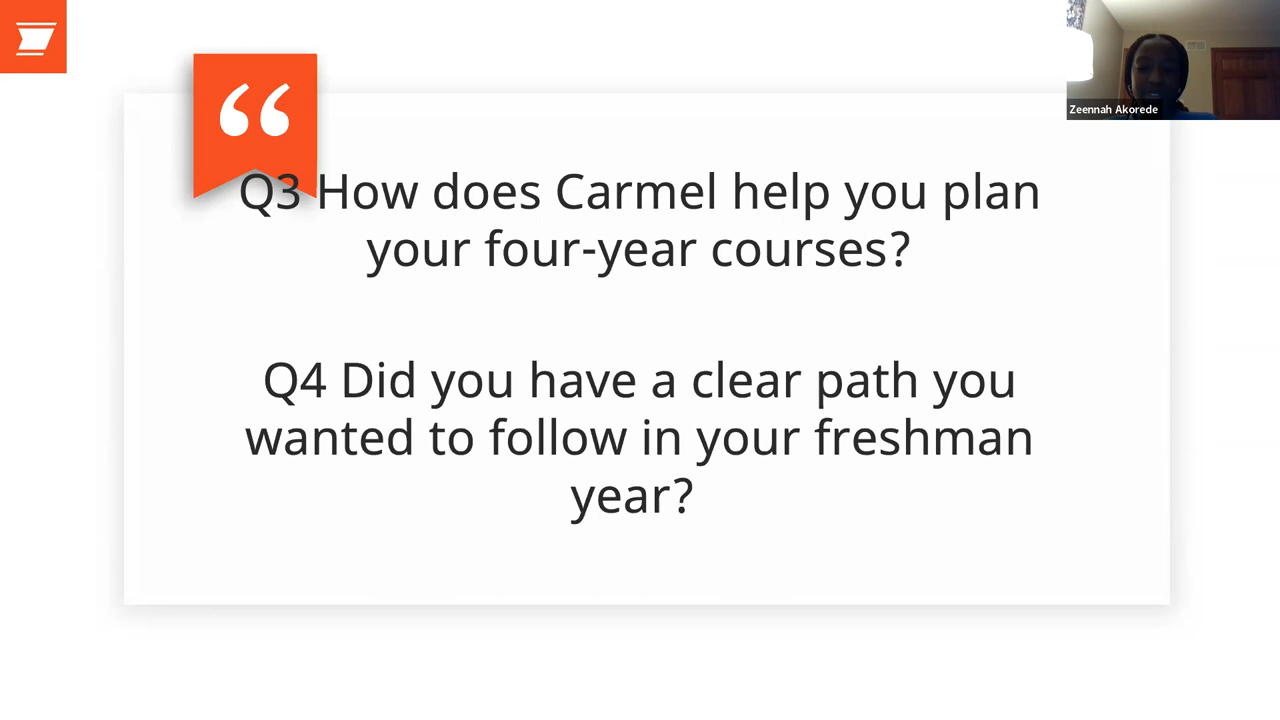 Zeennah Akorede
“
Q3 How does Carmel help you plan
your four-year courses?
Q4 Did you have a clear path you
wanted to follow in your freshman
year?